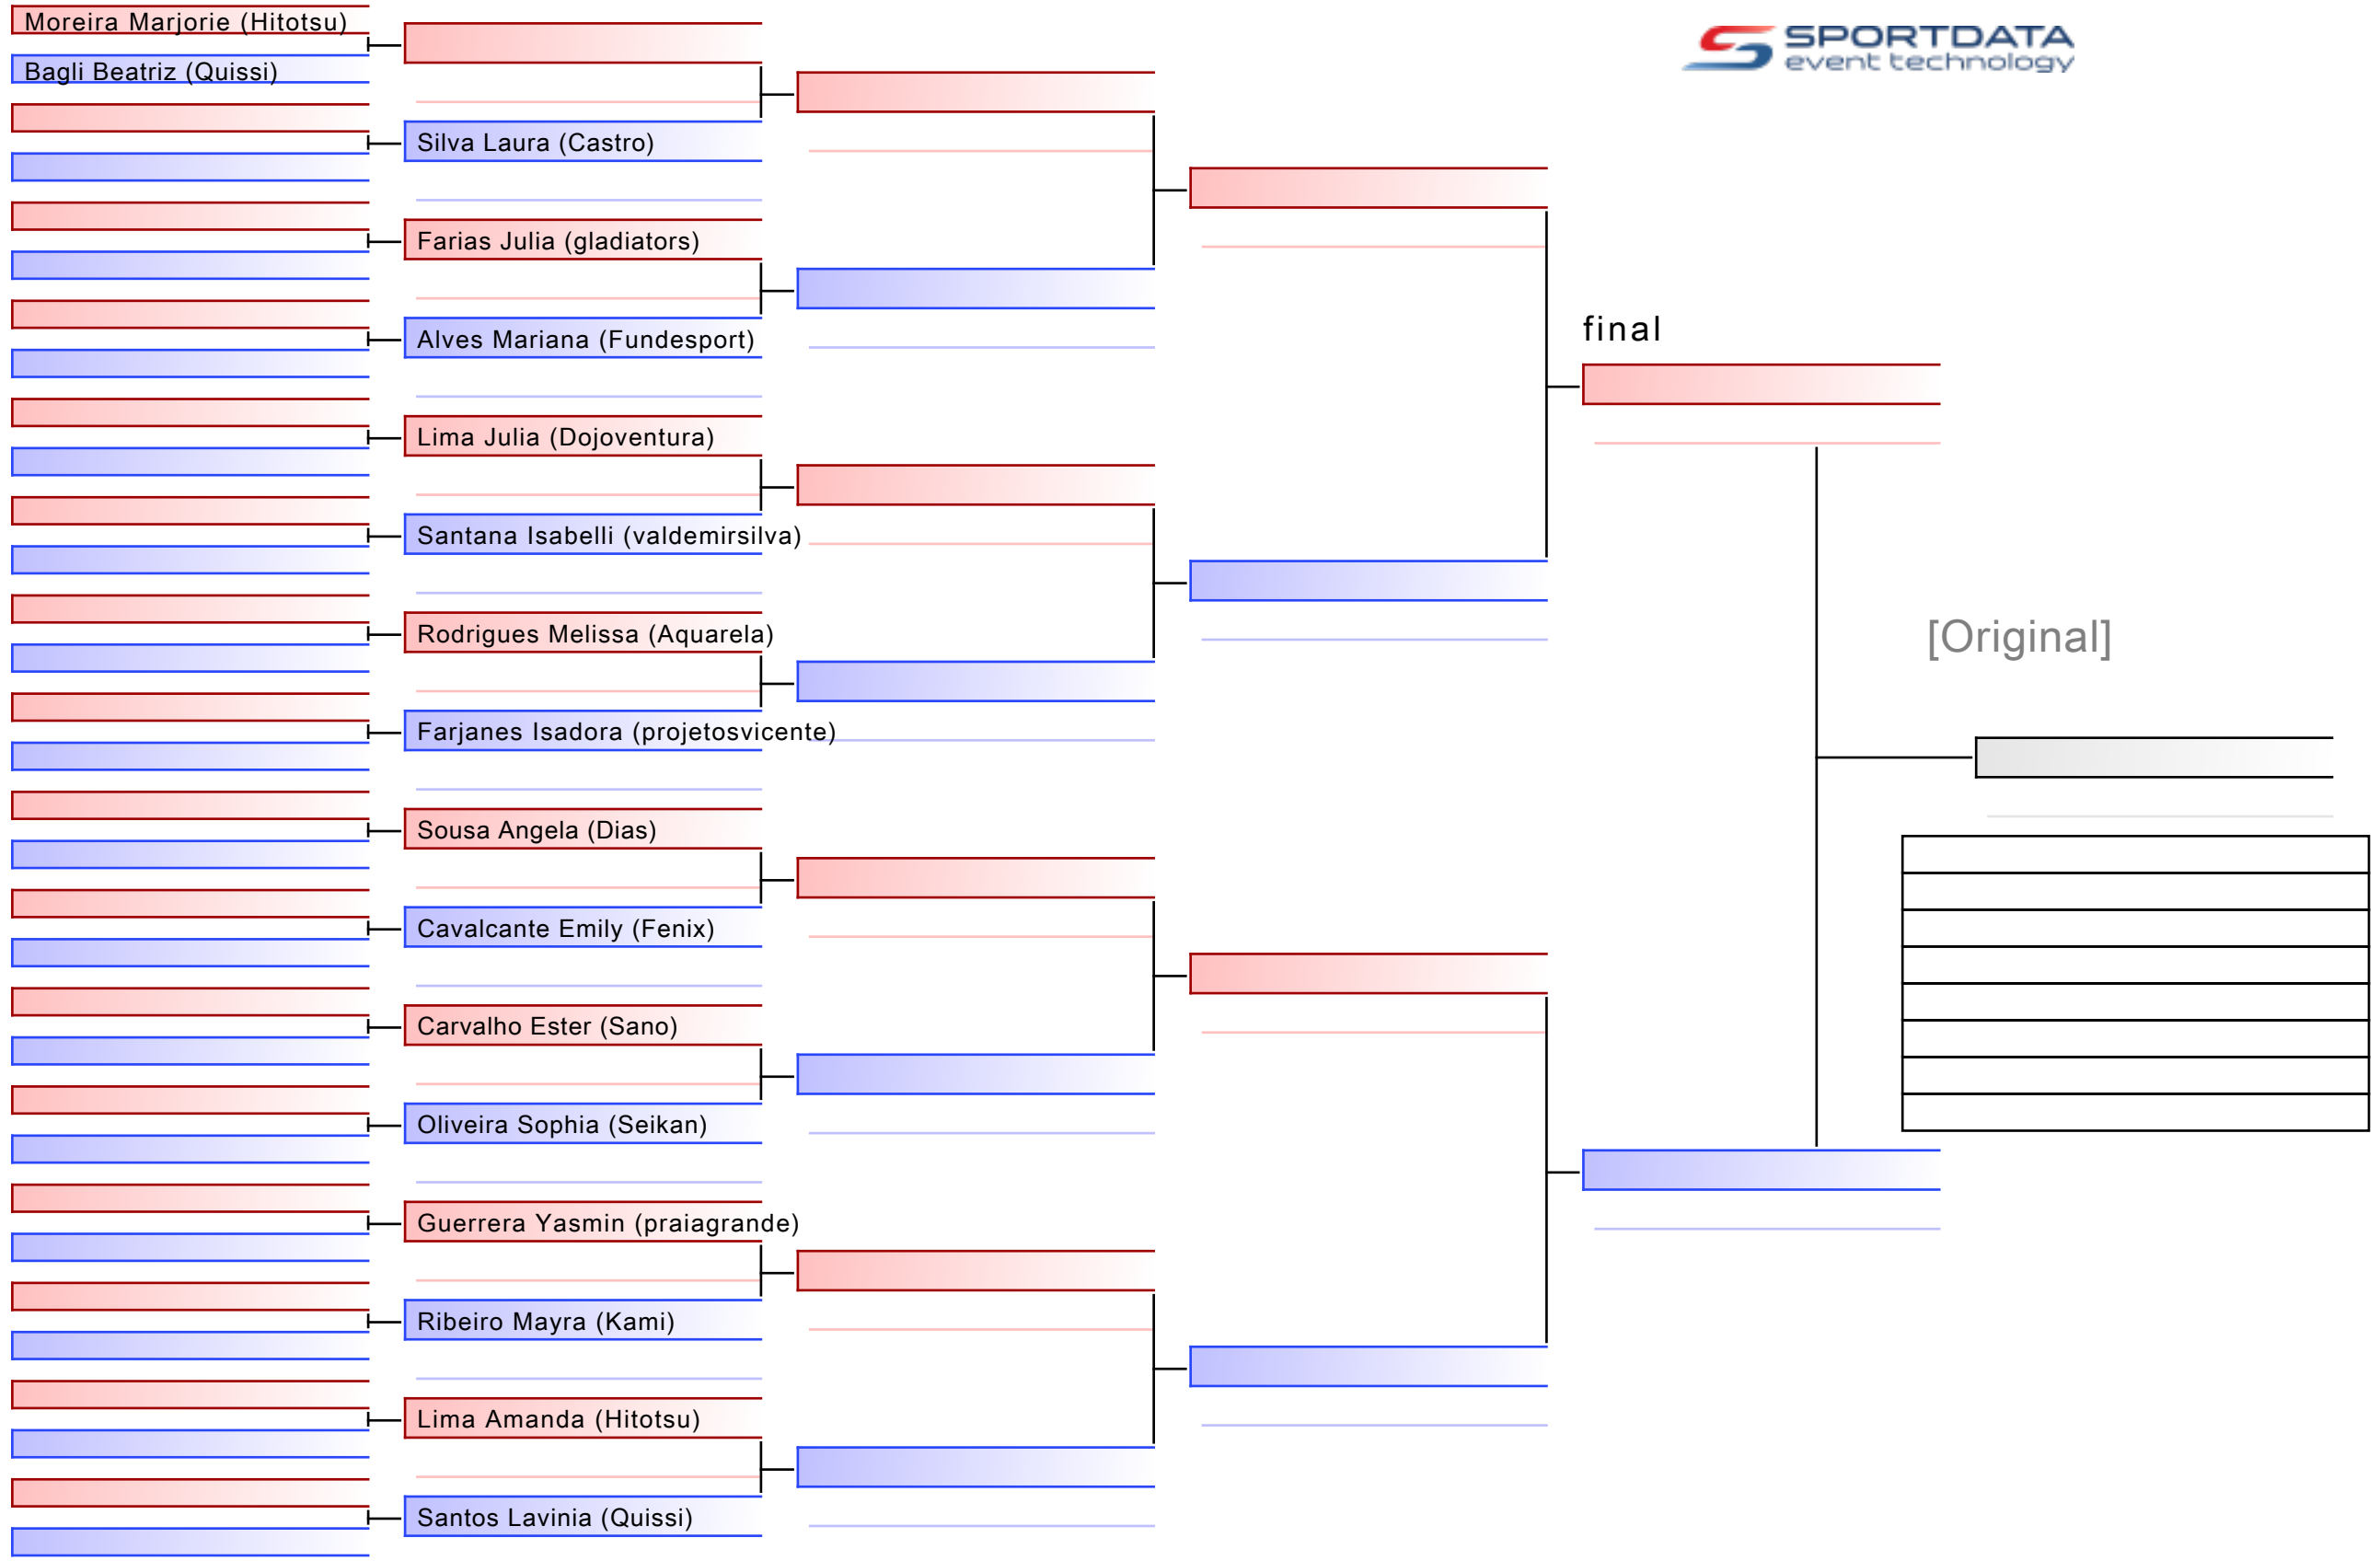 Moreira Marjorie (Hitotsu)
Bagli Beatriz (Quissi)
Silva Laura (Castro)
Farias Julia (gladiators)
Alves Mariana (Fundesport)
Lima Julia (Dojoventura)
Santana Isabelli (valdemirsilva)
Rodrigues Melissa (Aquarela)
Farjanes Isadora (projetosvicente)
Sousa Angela (Dias)
Cavalcante Emily (Fenix)
Carvalho Ester (Sano)
Oliveira Sophia (Seikan)
Guerrera Yasmin (praiagrande)
Ribeiro Mayra (Kami)
Lima Amanda (Hitotsu)
Santos Lavinia (Quissi)
final
SPORTDATA
event technology
[Original]